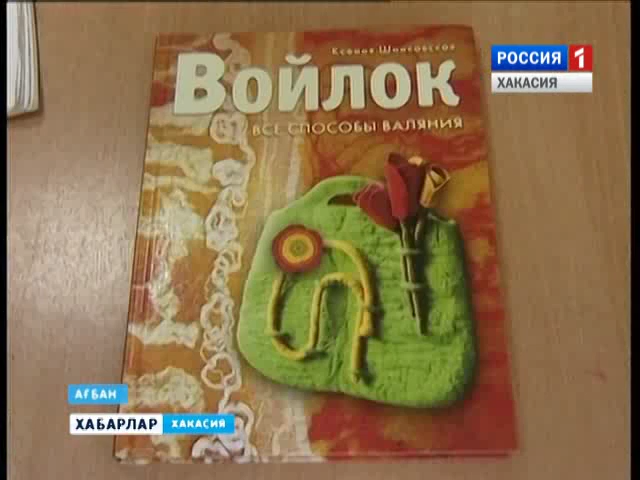 Ксения Шинковская
Войлок
ВСЕ СПОСОБЫ ВАЛЯНИЯ
РОССИЯ 1
ХАКАСИЯ
АҒБАН
ХАБАРЛАР ХАКАСИЯ